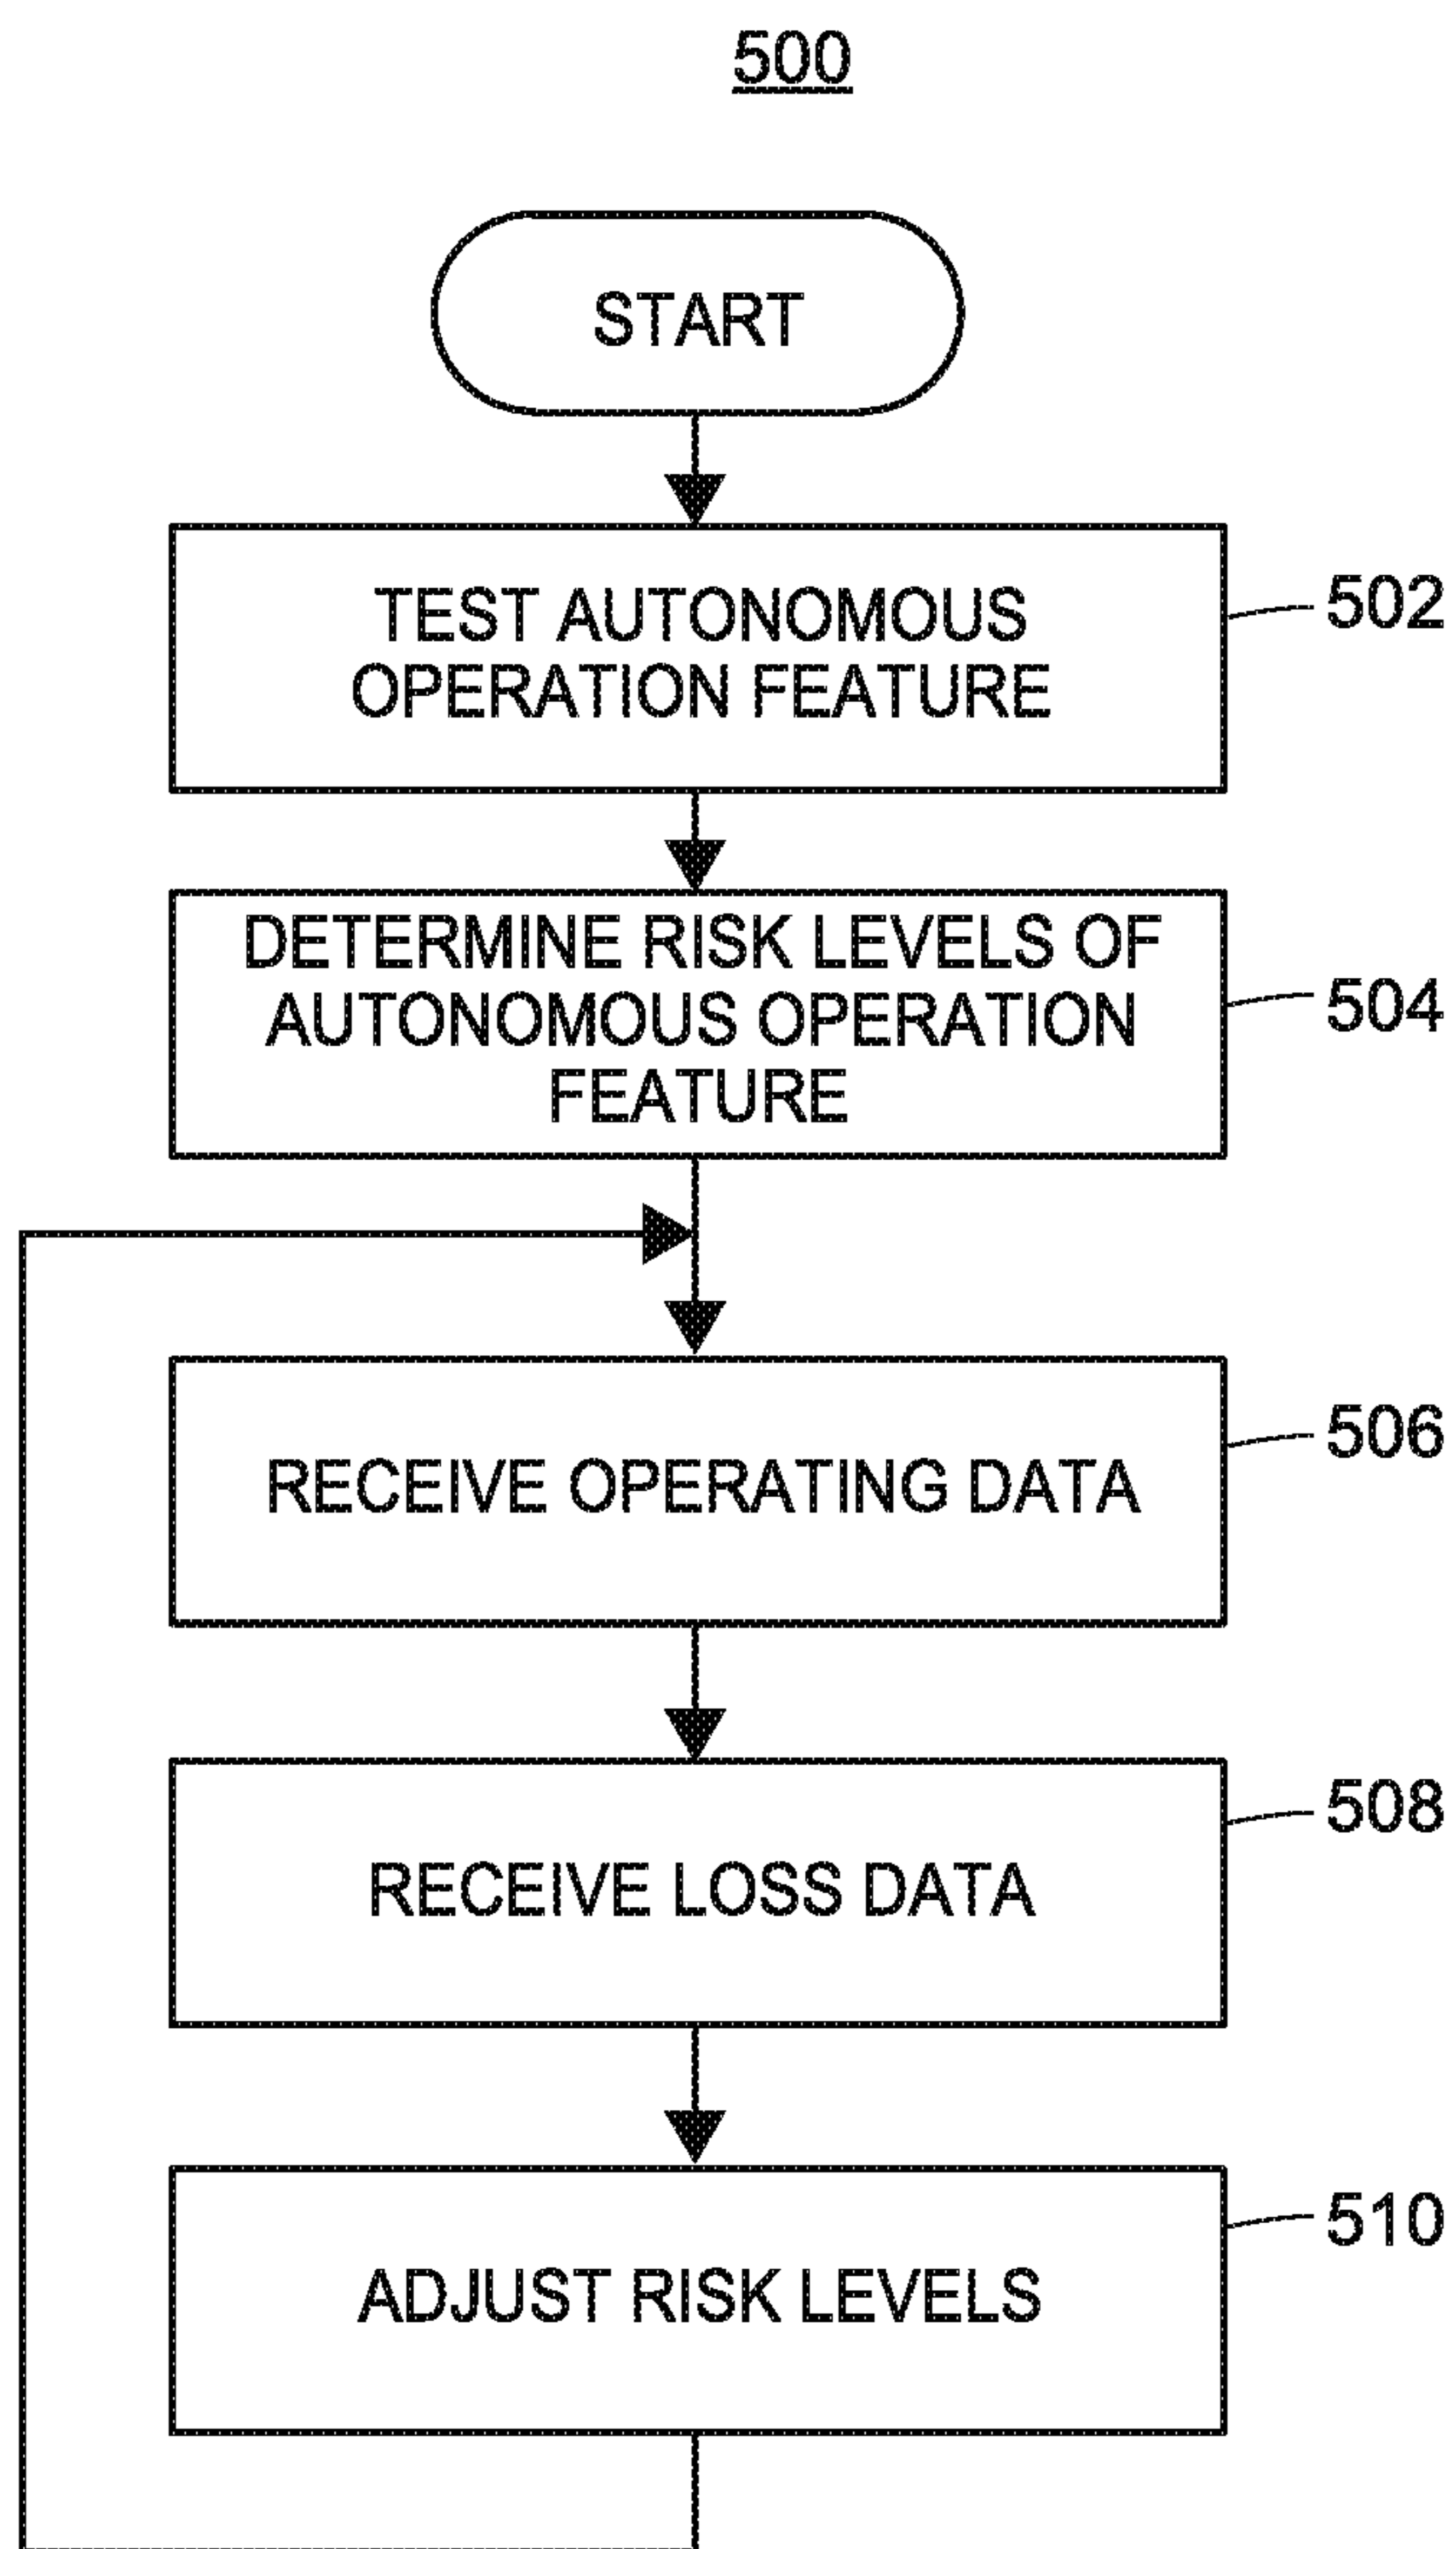 500
START
TEST AUTONOMOUS
OPERATION FEATURE
502
DETERMINE RISK LEVELS OF
AUTONOMOUS OPERATION
FEATURE
504
RECEIVE OPERATING DATA
506
RECEIVE LOSS DATA
508
ADJUST RISK LEVELS
510